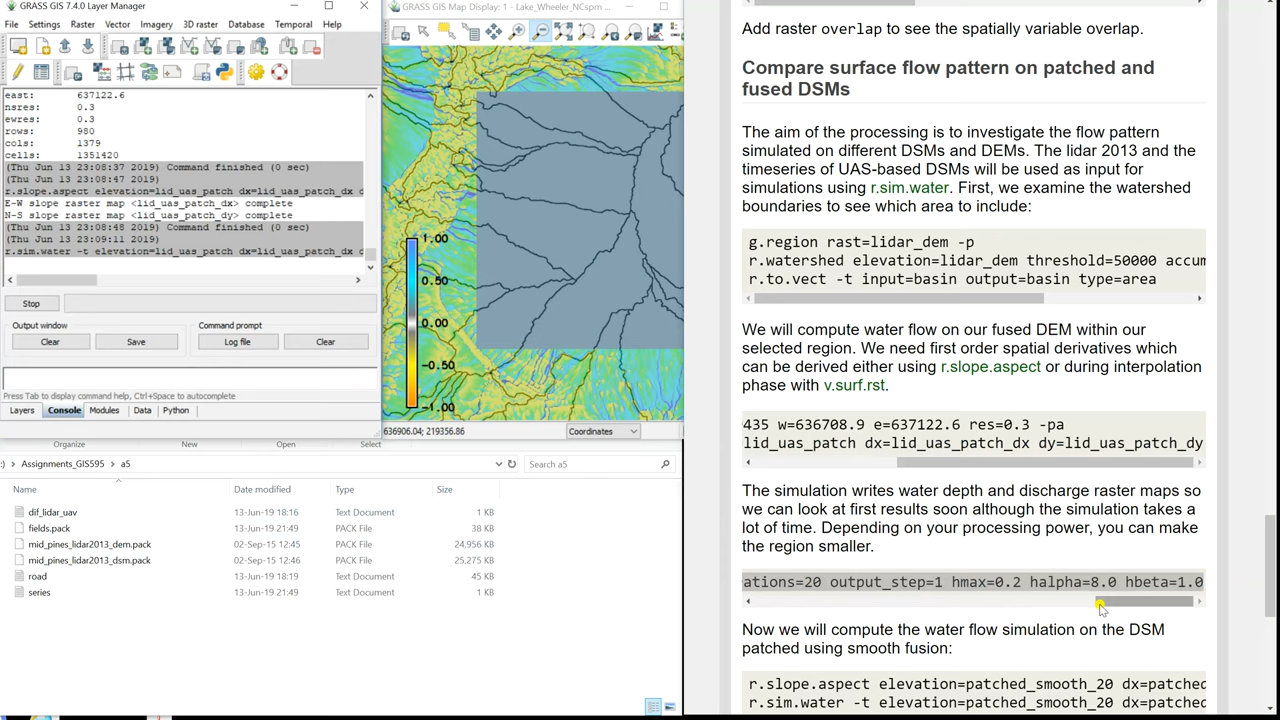 GRASS GIS 7.4.0 Layer Manager
File Settings Raster Vector Imagery 3D raster Database Temporal Help
east: 637122.6
nsres: 0.3
ewres: 0.3
rows: 980
cols: 1379
cells: 1351420
(Thu Jun 13 23:08:37 2019) Command finished (0 sec)
(Thu Jun 13 23:08:47 2019)
r.slope.aspect elevation=lid_uas_patch dx=lid_uas_patch_dx d
E-W slope raster map <lid_uas_patch_dx> complete
N-S slope raster map <lid_uas_patch_dy> complete
(Thu Jun 13 23:08:48 2019) Command finished (0 sec)
(Thu Jun 13 23:09:11 2019)
r.sim.water -t elevation=lid_uas_patch dx=lid_uas_patch_dx d
Stop
Output window
Command prompt
Clear Save Log file Clear
Press Tab to display command help, Ctrl+Space to autocomplete
Layers Console Modules Data Python
GRASS GIS Map Display: 1 - Lake_Wheeler_NCspm
1.00
0.50
0.00
-0.50
-1.00
636906.04; 219356.86
Coordinates
Organize New Open Select
Assignments_GIS595 > a5
Search a5
Name Date modified Type Size
dif_lidar_uav 13-Jun-19 18:16 Text Document 1 KB
fields.pack 13-Jun-19 21:49 PACK File 38 KB
mid_pines_lidar2013_dem.pack 02-Sep-15 12:45 PACK File 24,956 KB
mid_pines_lidar2013_dsm.pack 02-Sep-15 12:46 PACK File 25,275 KB
road 13-Jun-19 18:19 Text Document 45 KB
series 13-Jun-19 21:49 Text Document 1 KB
Add raster overlap to see the spatially variable overlap.
Compare surface flow pattern on patched and
fused DSMs
The aim of the processing is to investigate the flow pattern
simulated on different DSMs and DEMs. The lidar 2013 and the
timeseries of UAS-based DSMs will be used as input for
simulations using r.sim.water. First, we examine the watershed
boundaries to see which area to include:
g.region rast=lidar_dem -p
r.watershed elevation=lidar_dem threshold=50000 accum
r.to.vect -t input=basin output=basin type=area
We will compute water flow on our fused DEM within our
selected region. We need first order spatial derivatives which
can be derived either using r.slope.aspect or during interpolation
phase with v.surf.rst.
435 w=636708.9 e=637122.6 res=0.3 -pa
lid_uas_patch dx=lid_uas_patch_dx dy=lid_uas_patch_dy
The simulation writes water depth and discharge raster maps so
we can look at first results soon although the simulation takes a
lot of time. Depending on your processing power, you can make
the region smaller.
ations=20 output_step=1 hmax=0.2 halpha=8.0 hbeta=1.0
Now we will compute the water flow simulation on the DSM
patched using smooth fusion:
r.slope.aspect elevation=patched_smooth_20 dx=patched
r.sim.water -t elevation=patched_smooth_20 dx=patched